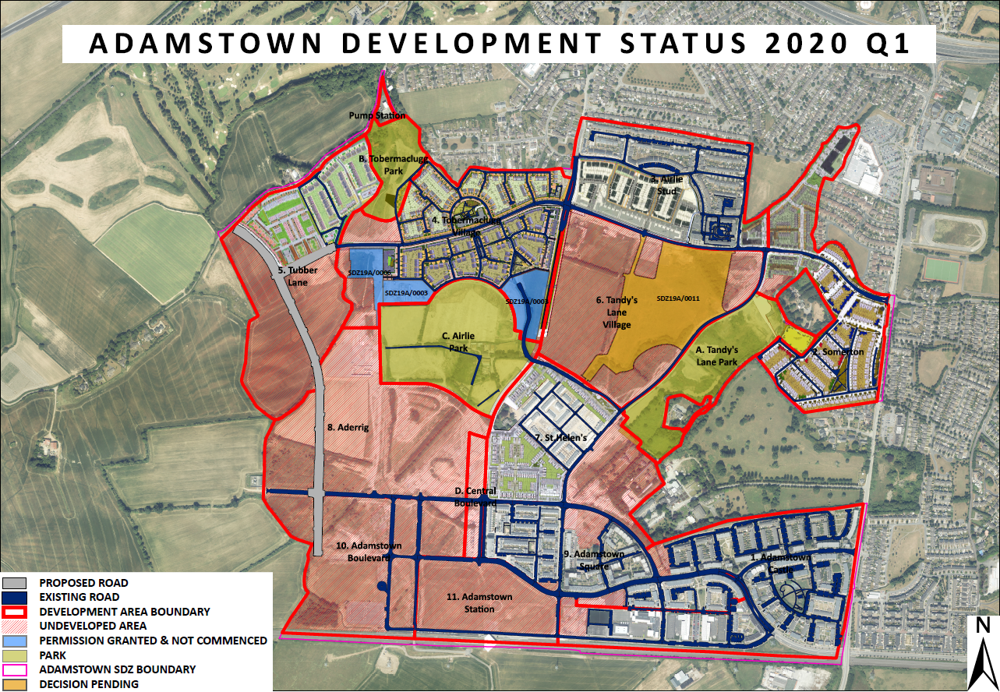 ADAMSTOWN DEVELOPMENT STATUS 2020 Q1
Pump Station
B. Tobermaclugg
Park
3. Airlie
Stud
4. Tobermaclugg
Village
5. Tubber
Lane
SDZ19A/0006
SDZ19A/0003
SDZ19A/0003
6. Tandy's
Lane
Village
SDZ19A/0011
C. Airlie
Park
A. Tandy's
Lane Park
2. Somerton
8. Aderrig
7. St.Helen's
D. Central
Boulevard
10. Adamstown
Boulevard
9. Adamstown
Square
1. Adamstown
Castle
11. Adamstown
Station
PROPOSED ROAD
EXISTING ROAD
DEVELOPMENT AREA BOUNDARY
UNDEVELOPED AREA
PERMISSION GRANTED & NOT COMMENCED
PARK
ADAMSTOWN SDZ BOUNDARY
DECISION PENDING
N